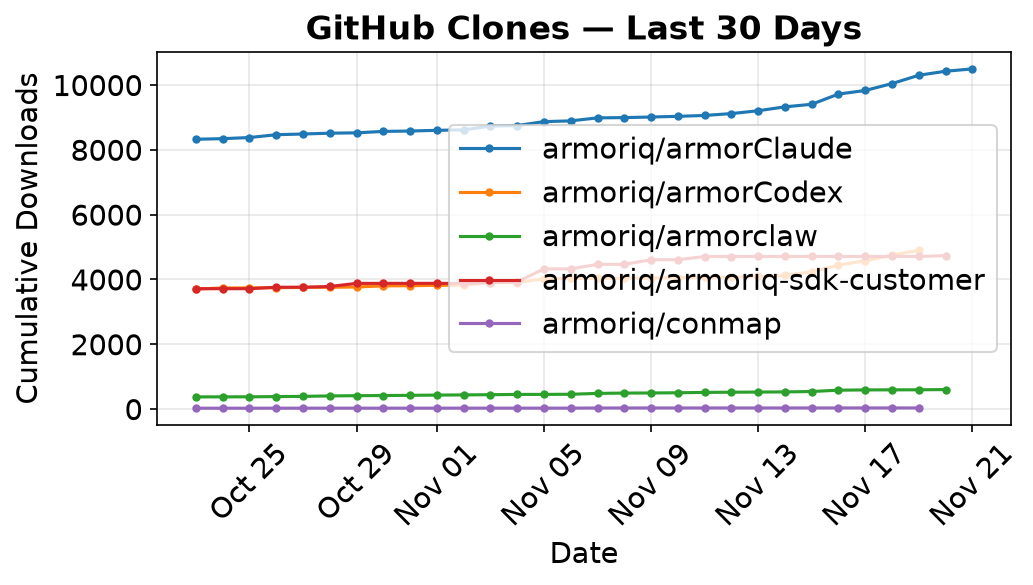 GitHub Clones — Last 30 Days
Cumulative Downloads
10000
8000
6000
4000
2000
0
armoriq/armorClaude
armoriq/armorCodex
armoriq/armorclaw
armoriq/armoriq-sdk-customer
armoriq/conmap
Oct 25
Oct 29
Nov 01
Nov 05
Nov 09
Nov 13
Nov 17
Nov 21
Date